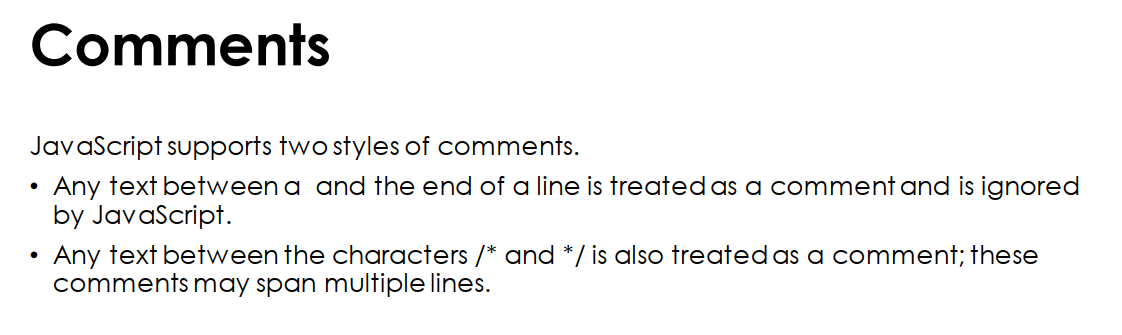 Comments
JavaScript supports two styles of comments.
• Any text between a  and the end of a line is treated as a comment and is ignored
by JavaScript.
• Any text between the characters /* and */ is also treated as a comment; these
comments may span multiple lines.